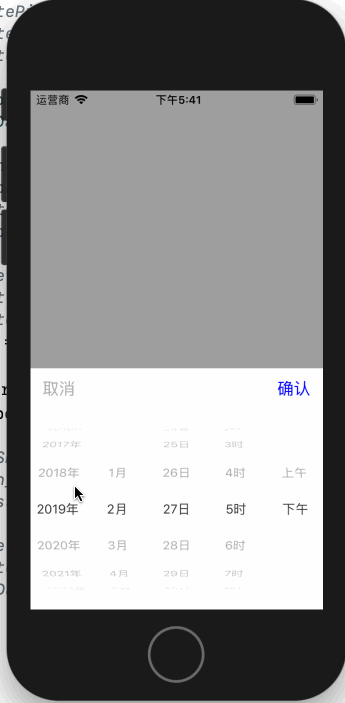 运营商 下午5:41
取消 确认
2017年 25日 3时
2018年 1月 26日 4时 上午
2019年 2月 27日 5时 下午
2020年 3月 28日 6时
2021年 4月 29日 7时